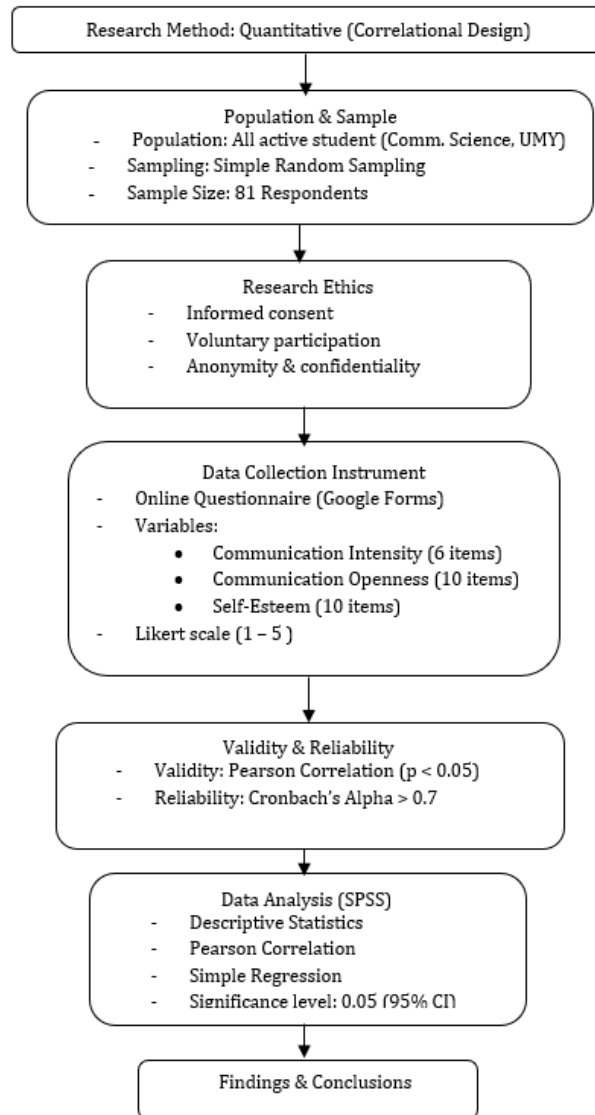 Research Method: Quantitative (Correlational Design)
Population & Sample
- Population: All active student (Comm. Science, UMY)
- Sampling: Simple Random Sampling
- Sample Size: 81 Respondents
Research Ethics
- Informed consent
- Voluntary participation
- Anonymity & confidentiality
Data Collection Instrument
- Online Questionnaire (Google Forms)
- Variables:
• Communication Intensity (6 items)
• Communication Openness (10 items)
• Self-Esteem (10 items)
- Likert scale (1 – 5 )
Validity & Reliability
- Validity: Pearson Correlation (p < 0.05)
- Reliability: Cronbach's Alpha > 0.7
Data Analysis (SPSS)
- Descriptive Statistics
- Pearson Correlation
- Simple Regression
- Significance level: 0.05 (95% CI)
Findings & Conclusions